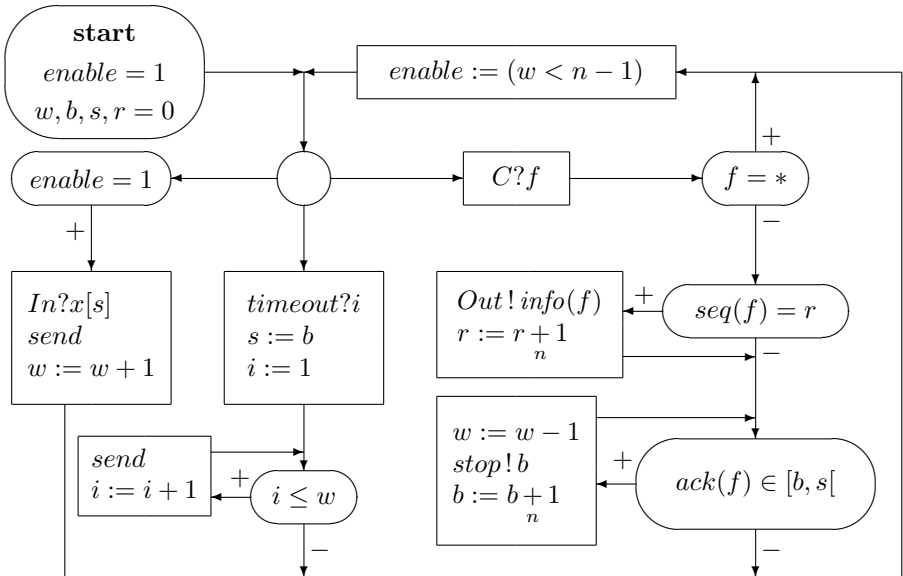 start
enable = 1
w, b, s, r = 0
enable := (w < n − 1)
+
enable = 1
C?f
f = ∗
+
−
In?x[s]
send
w := w + 1
timeout?i
s := b
i := 1
Out! info(f)
r := r + 1
n
+
seq(f) = r
−
send
i := i + 1
+
i ≤ w
−
w := w − 1
stop! b
b := b + 1
n
+
ack(f) ∈ [b, s[
−